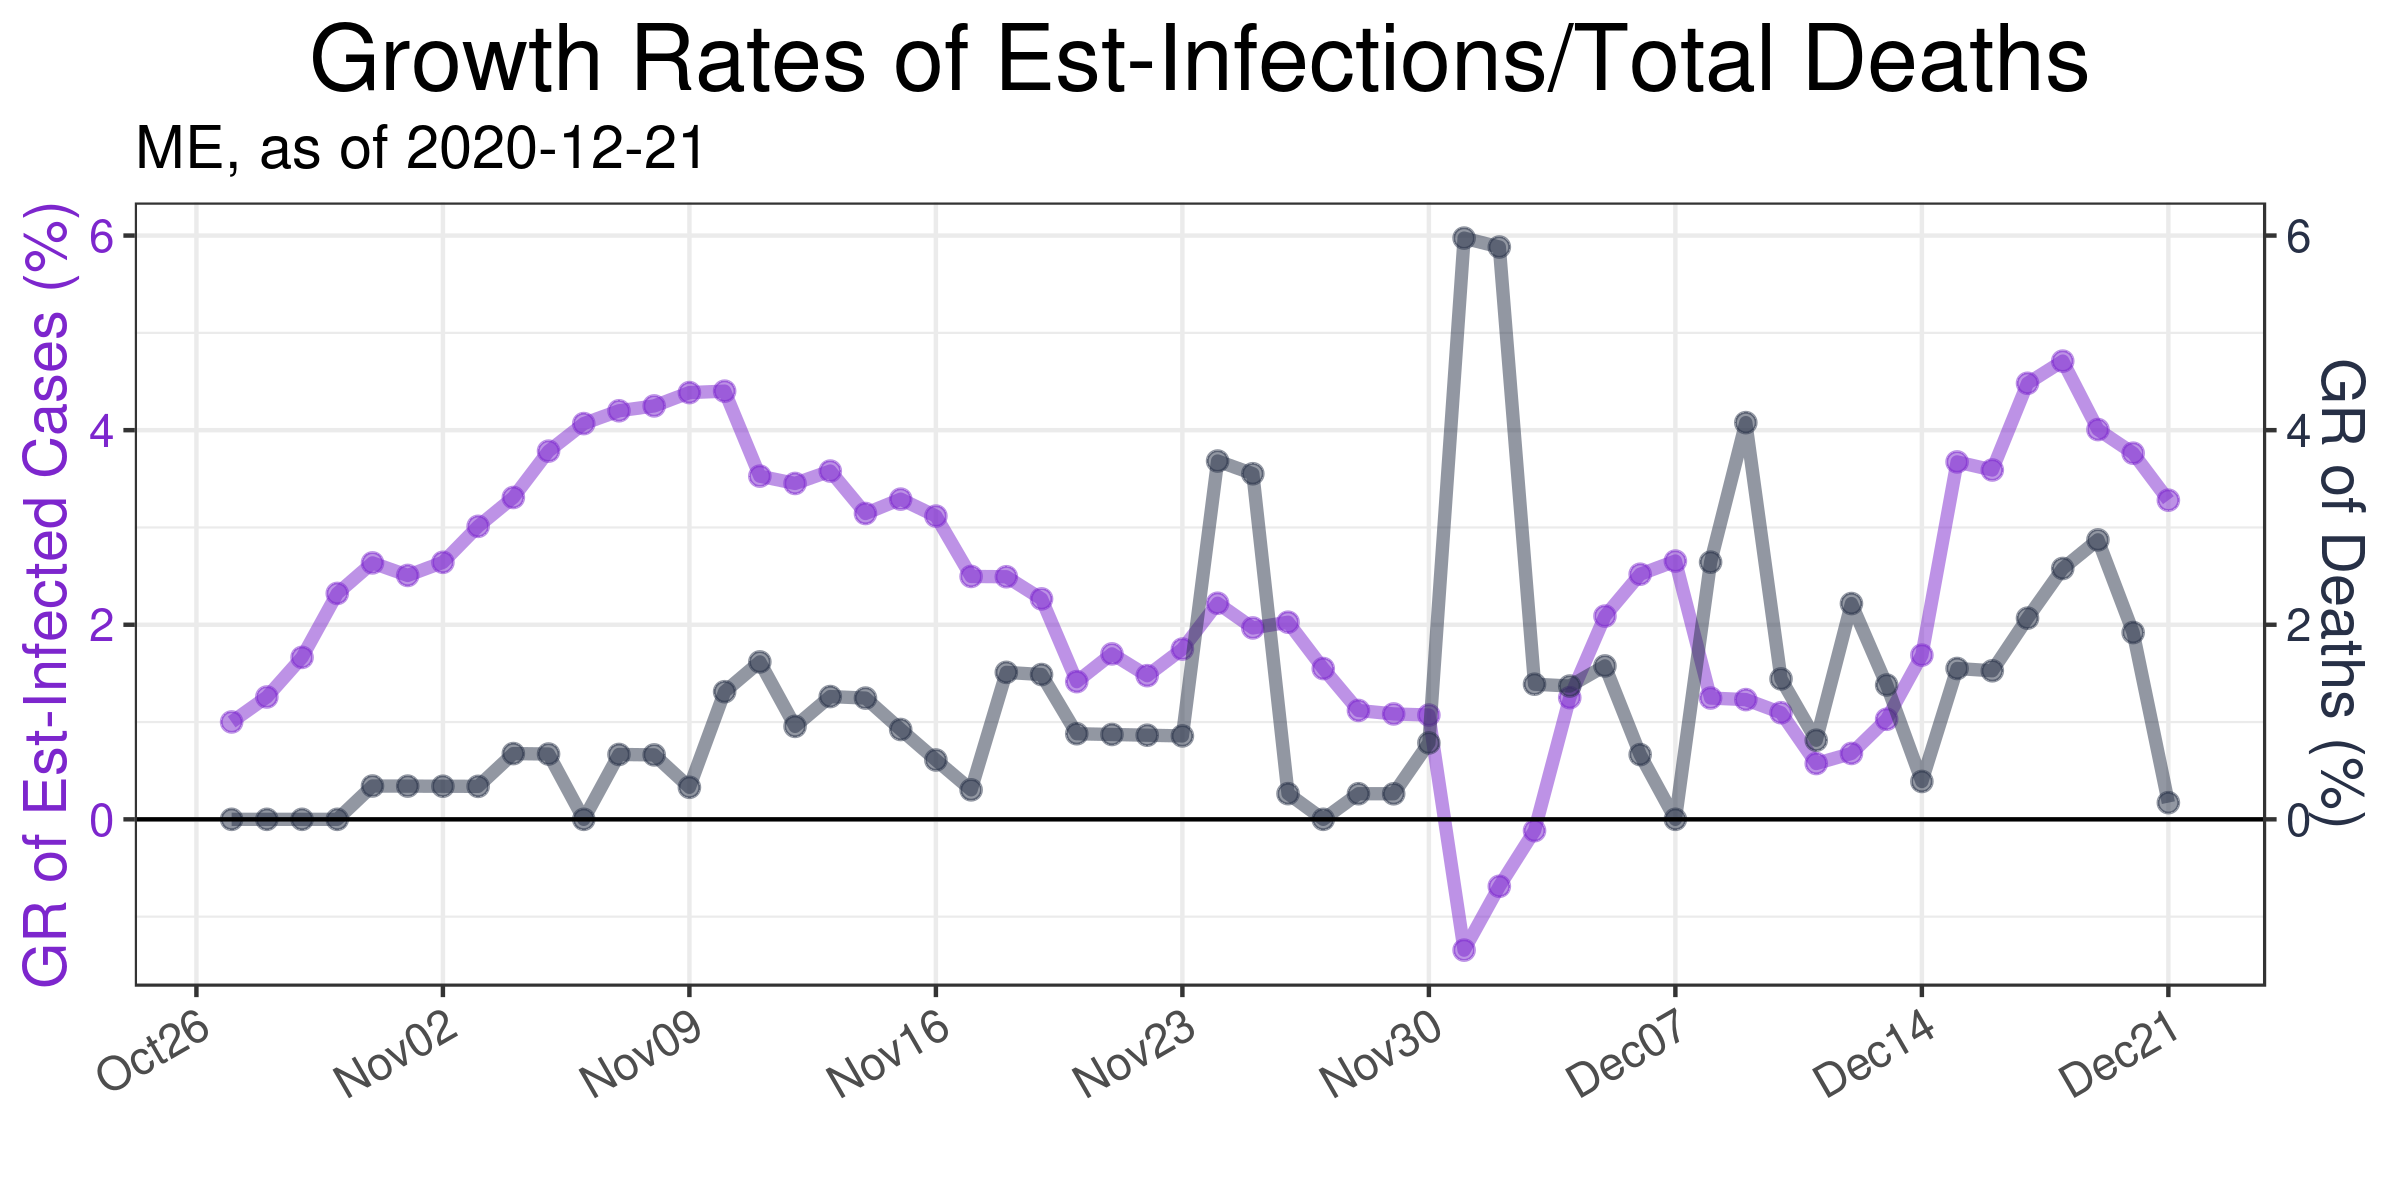 Growth Rates of Est-Infections/Total Deaths
ME, as of 2020-12-21
GR of Est-Infected Cases (%)
6
4
2
0
6
4
2
0
GR of Deaths (%)
Oct26
Nov02
Nov09
Nov16
Nov23
Nov30
Dec07
Dec14
Dec21